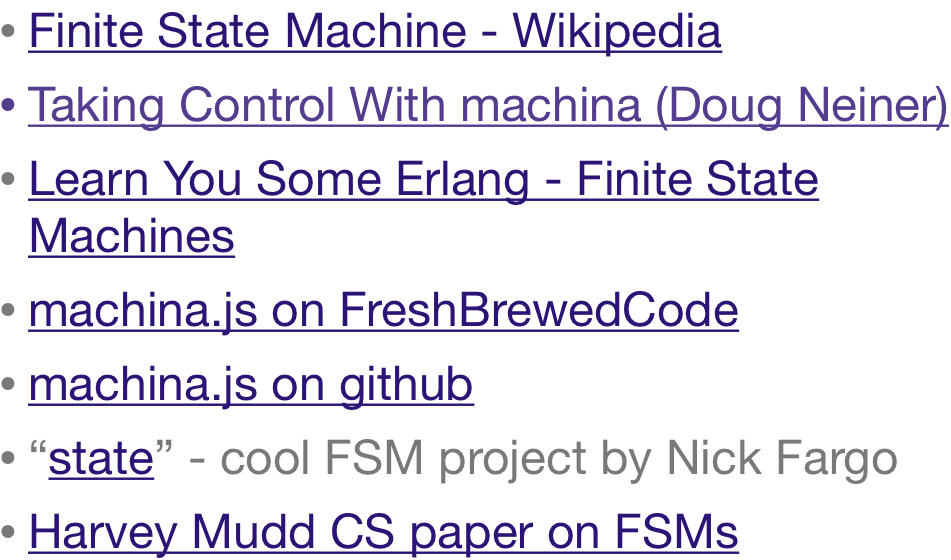 • Finite State Machine - Wikipedia
• Taking Control With machina (Doug Neiner)
• Learn You Some Erlang - Finite State
Machines
• machina.js on FreshBrewedCode
• machina.js on github
• “state” - cool FSM project by Nick Fargo
• Harvey Mudd CS paper on FSMs